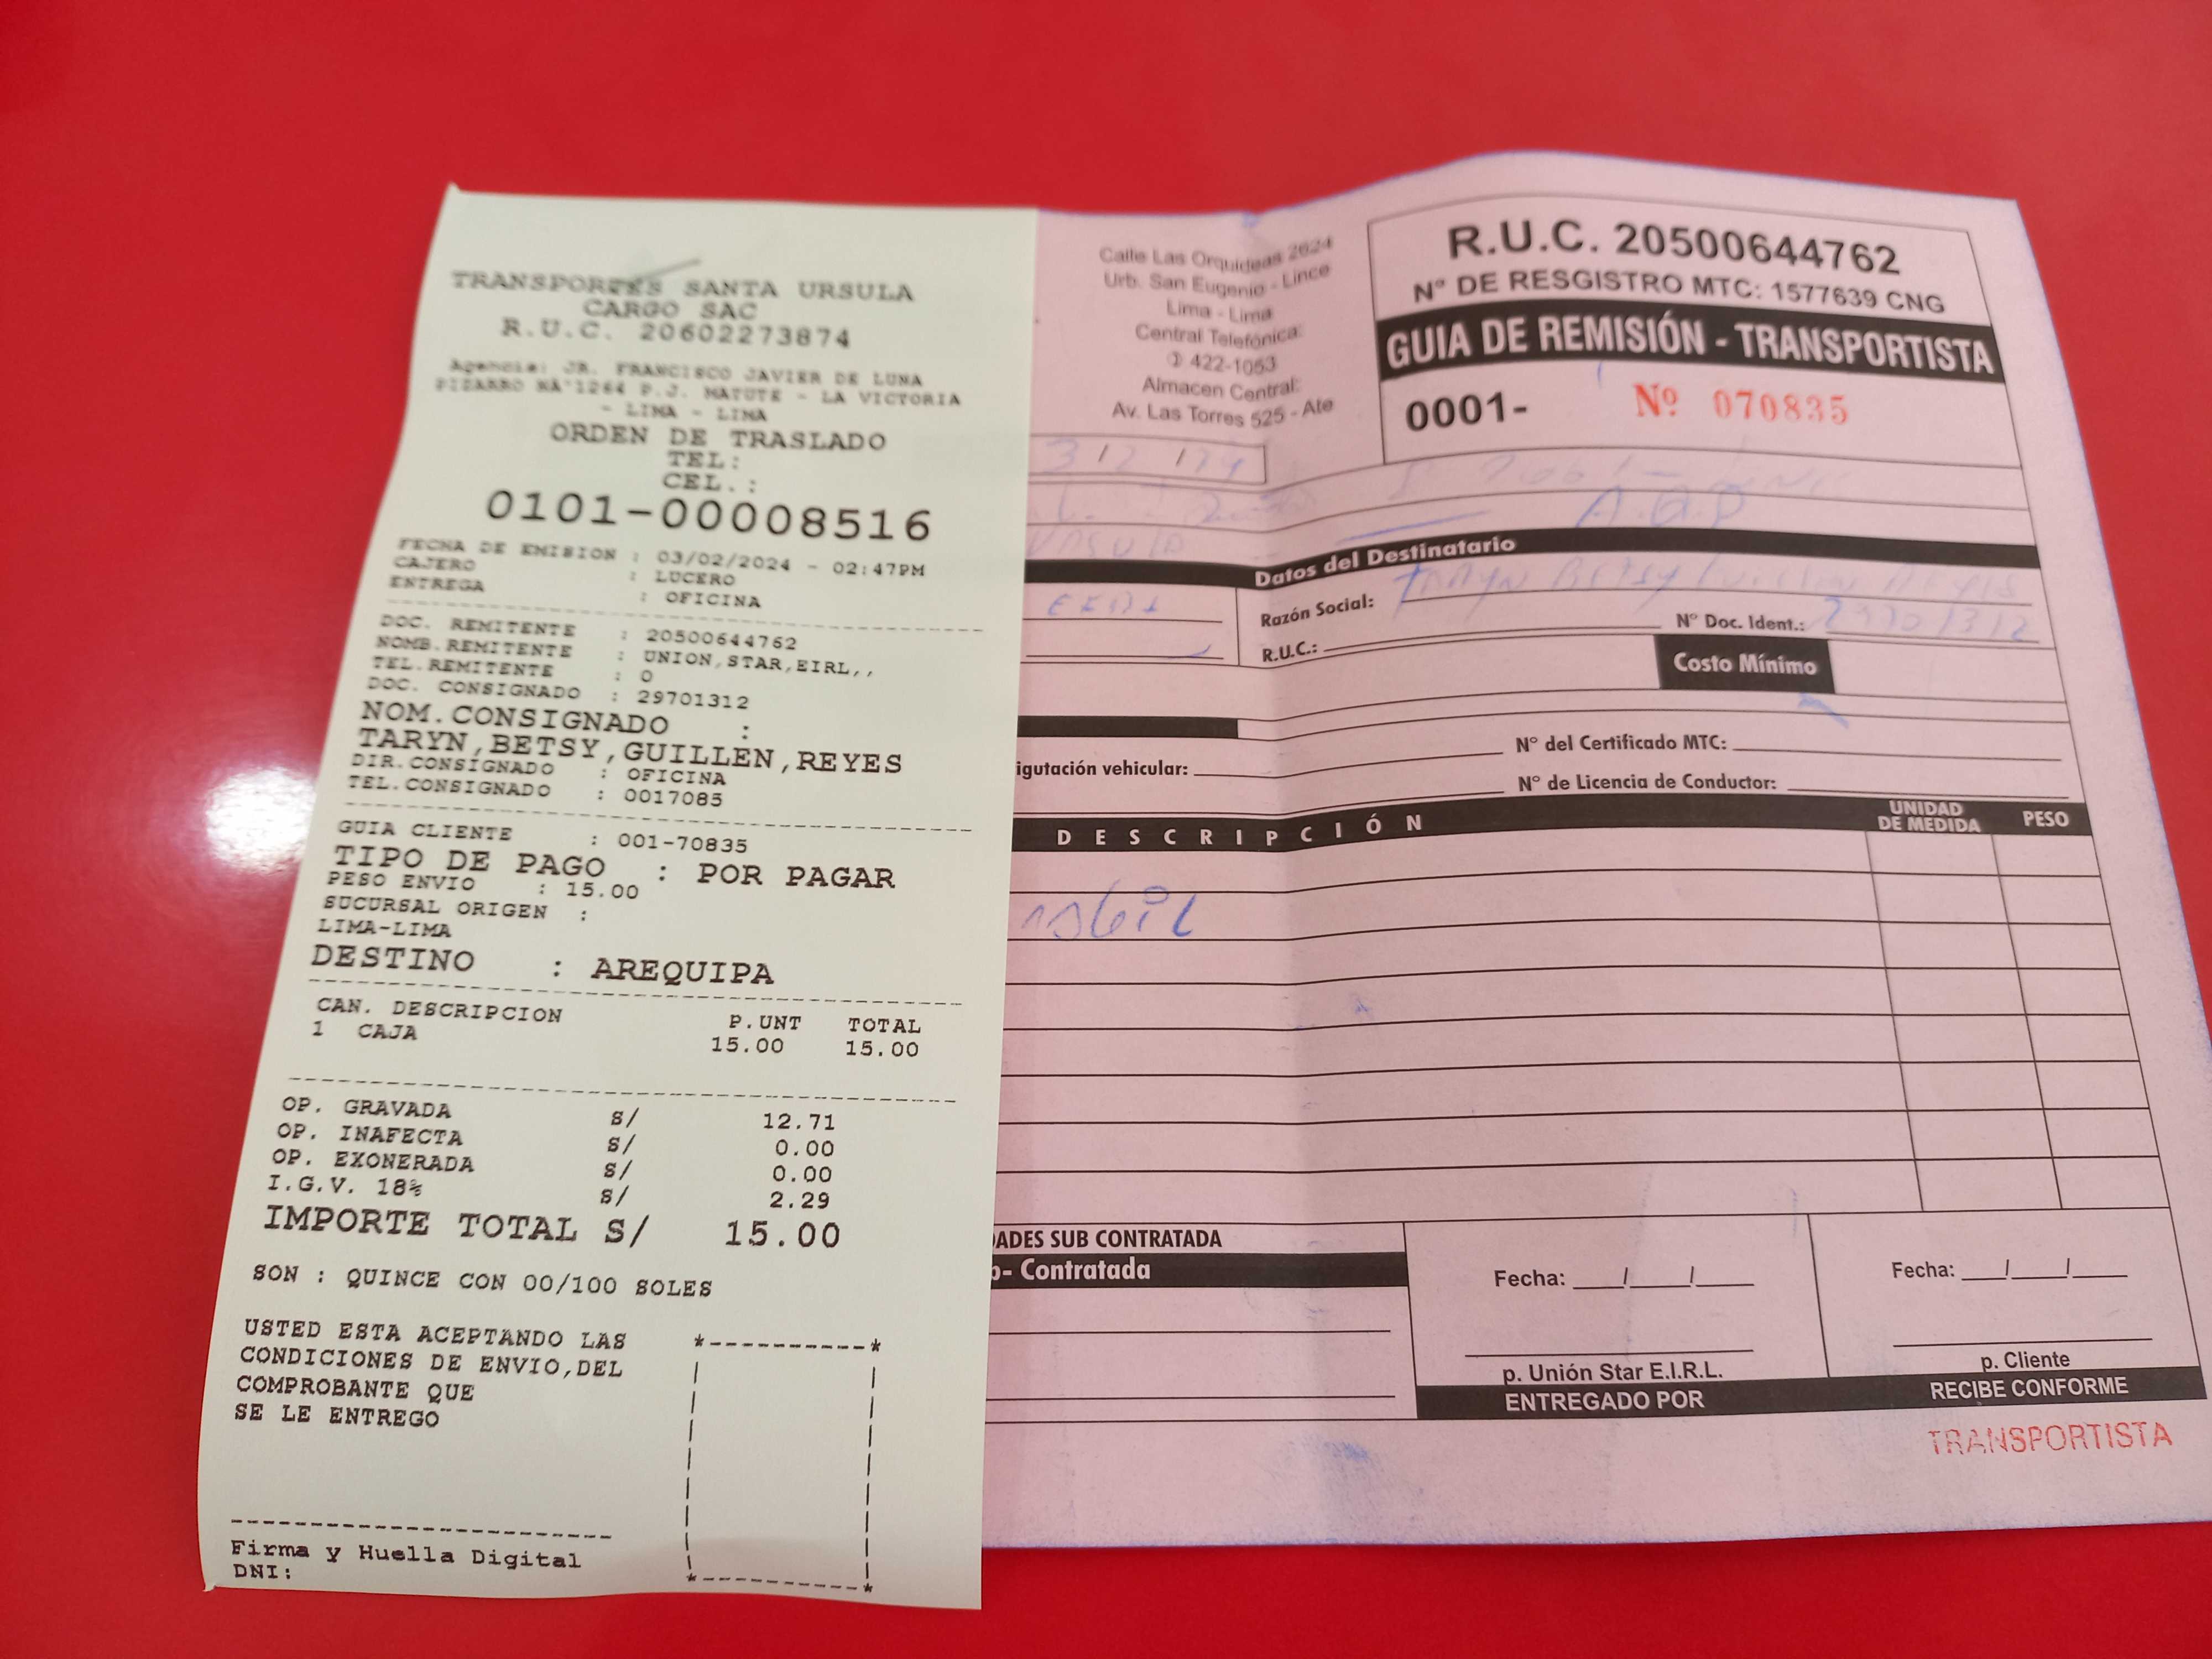 TRANSPORTES SANTA URSULA
CARGO SAC
R.U.C. 20602273874
Agencia: JR. FRANCISCO JAVIER DE LUNA
PIZARRO NA°1264 P.J. MATUTE - LA VICTORIA
- LIMA - LIMA
ORDEN DE TRASLADO
TEL:
CEL.:
0101-00008516
FECHA DE EMISION : 03/02/2024 - 02:47PM
CAJERO : LUCERO
ENTREGA : OFICINA
DOC. REMITENTE : 20500644762
NOMB.REMITENTE : UNION,STAR,EIRL,,
TEL.REMITENTE : 0
DOC. CONSIGNADO : 29701312
NOM.CONSIGNADO :
TARYN,BETSY,GUILLEN,REYES
DIR.CONSIGNADO : OFICINA
TEL.CONSIGNADO : 0017085
GUIA CLIENTE : 001-70835
TIPO DE PAGO : POR PAGAR
PESO ENVIO : 15.00
SUCURSAL ORIGEN :
LIMA-LIMA
DESTINO : AREQUIPA
CAN. DESCRIPCION P.UNT TOTAL
1 CAJA 15.00 15.00
OP. GRAVADA S/ 12.71
OP. INAFECTA S/ 0.00
OP. EXONERADA S/ 0.00
I.G.V. 18% S/ 2.29
IMPORTE TOTAL S/ 15.00
SON : QUINCE CON 00/100 SOLES
USTED ESTA ACEPTANDO LAS
CONDICIONES DE ENVIO,DEL
COMPROBANTE QUE
SE LE ENTREGO
Firma y Huella Digital
DNI:
Calle Las Orquideas 2624
Urb. San Eugenio - Lince
Lima - Lima
Central Telefónica:
422-1053
Almacen Central:
Av. Las Torres 525 - Ate
R.U.C. 20500644762
N° DE RESGISTRO MTC: 1577639 CNG
GUIA DE REMISIÓN - TRANSPORTISTA
0001- Nº 070835
A.Q.P
Datos del Destinatario
Razón Social: Taryn Betsy
R.U.C.: N° Doc. Ident.: 29701312
Costo Mínimo
N° del Certificado MTC:
igutación vehicular:
N° de Licencia de Conductor:
DESCRIPCIÓN UNIDAD DE MEDIDA PESO
ADES SUB CONTRATADA
- Contratada
Fecha: / /
Fecha: / /
p. Unión Star E.I.R.L.
ENTREGADO POR
p. Cliente
RECIBE CONFORME
TRANSPORTISTA